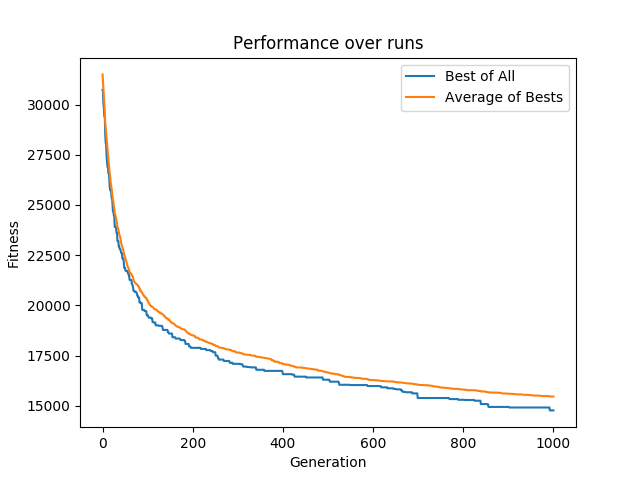 Performance over runs
Best of All
Average of Bests
30000
27500
25000
22500
20000
17500
15000
Fitness
0 200 400 600 800 1000
Generation